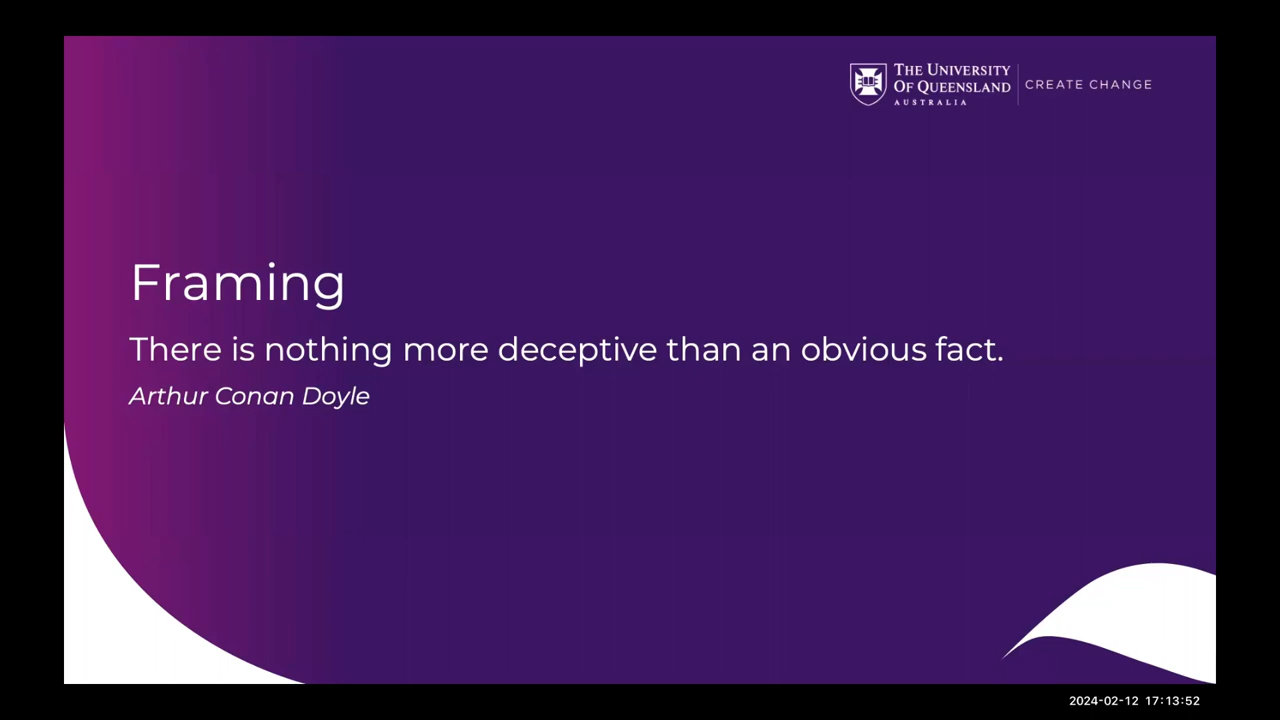 THE UNIVERSITY
OF QUEENSLAND
AUSTRALIA
CREATE CHANGE
Framing
There is nothing more deceptive than an obvious fact.
Arthur Conan Doyle
2024-02-12 17:13:52